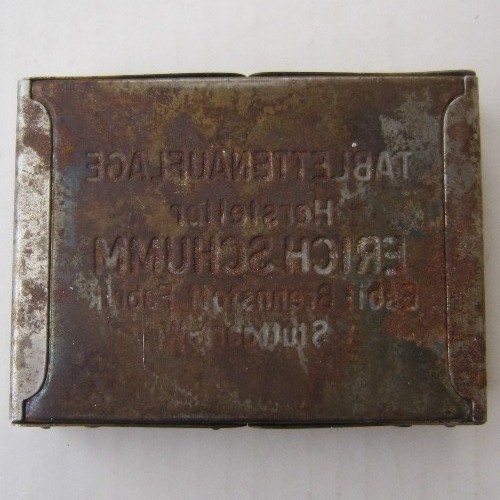 TABLETTENAUFLAGE
Hersteller
ERICH SCHUMM
Esbit Brennstoff-Fabrik
Stuttgart-W